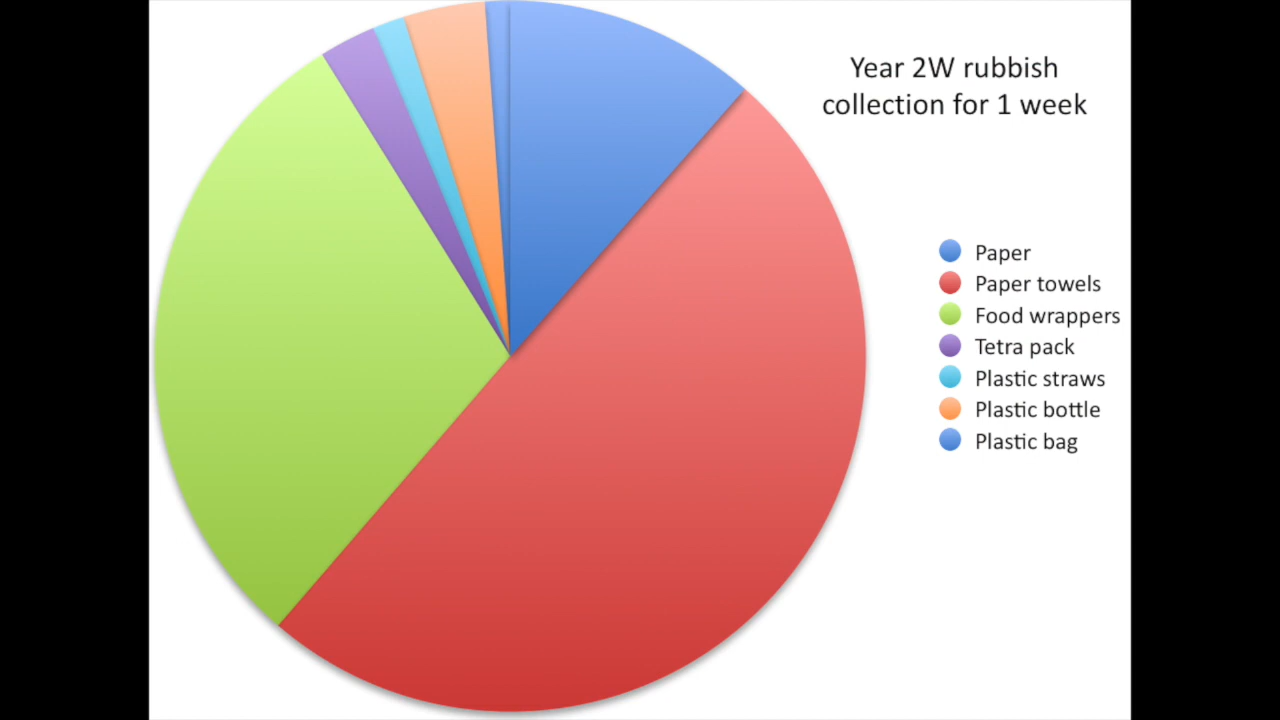 Year 2W rubbish
collection for 1 week
Paper
Paper towels
Food wrappers
Tetra pack
Plastic straws
Plastic bottle
Plastic bag